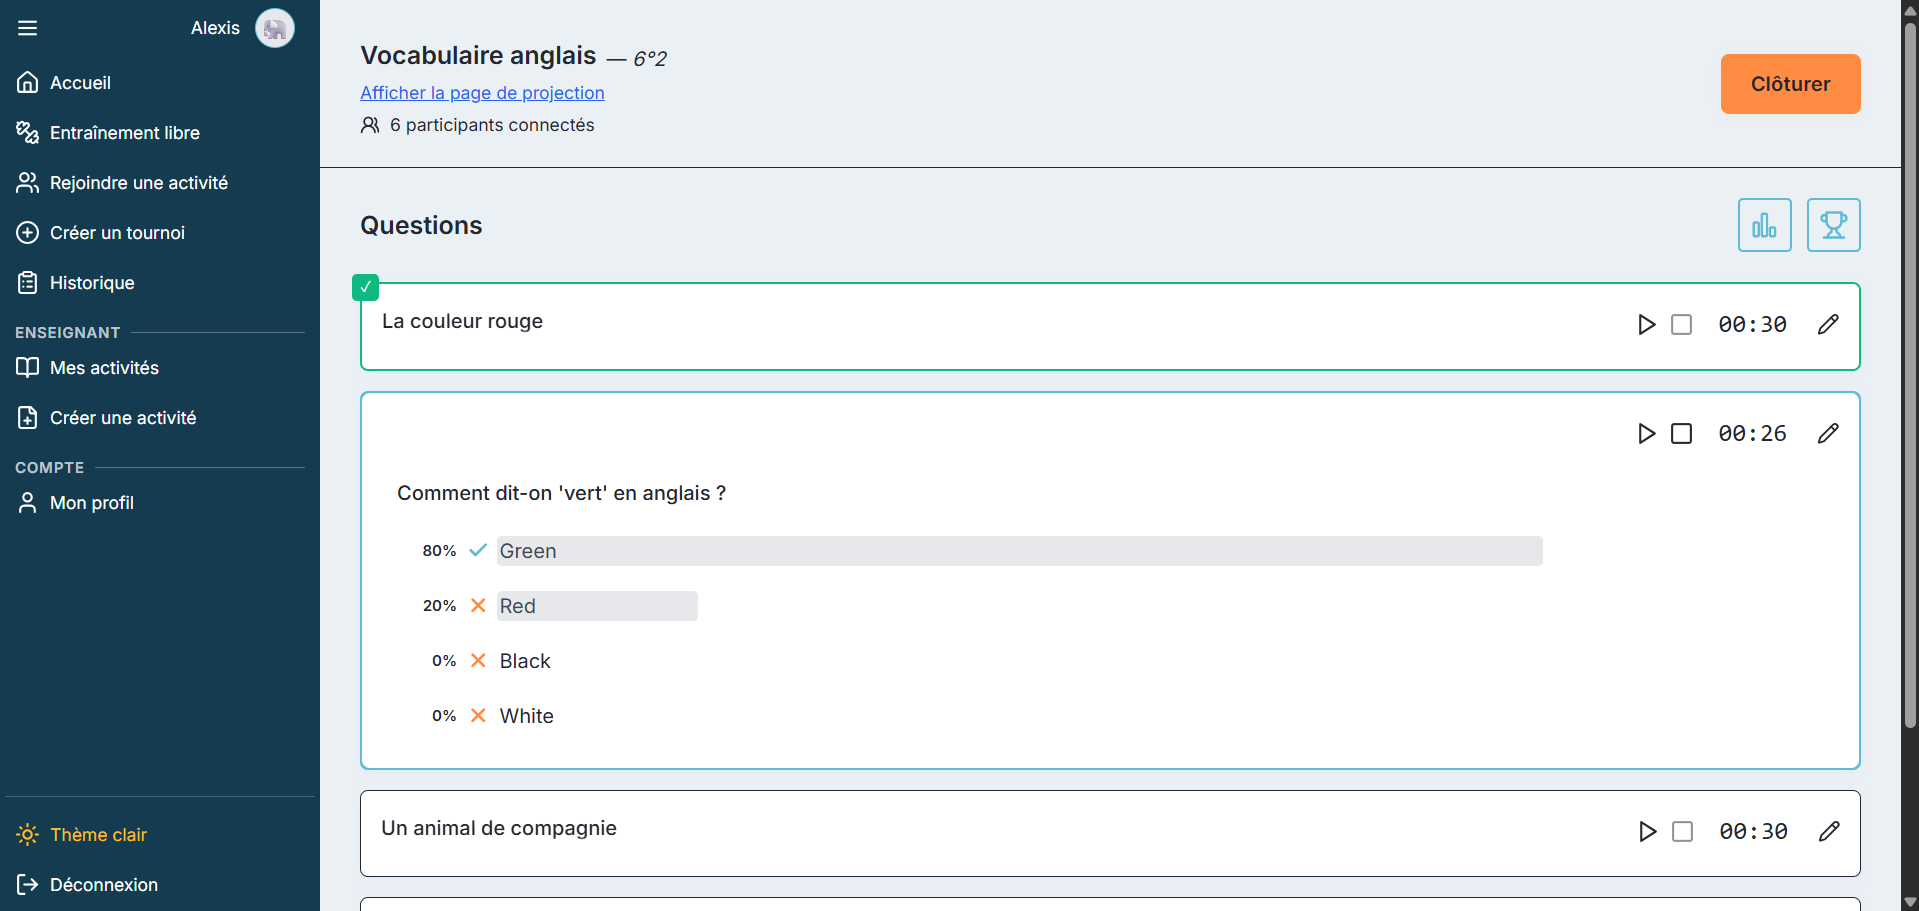 Alexis
Accueil
Entraînement libre
Rejoindre une activité
Créer un tournoi
Historique
ENSEIGNANT
Mes activités
Créer une activité
COMPTE
Mon profil
Thème clair
Déconnexion
Vocabulaire anglais — 6°2
Afficher la page de projection
6 participants connectés
Clôturer
Questions
La couleur rouge 00:30
00:26
Comment dit-on 'vert' en anglais ?
80% Green
20% Red
0% Black
0% White
Un animal de compagnie 00:30